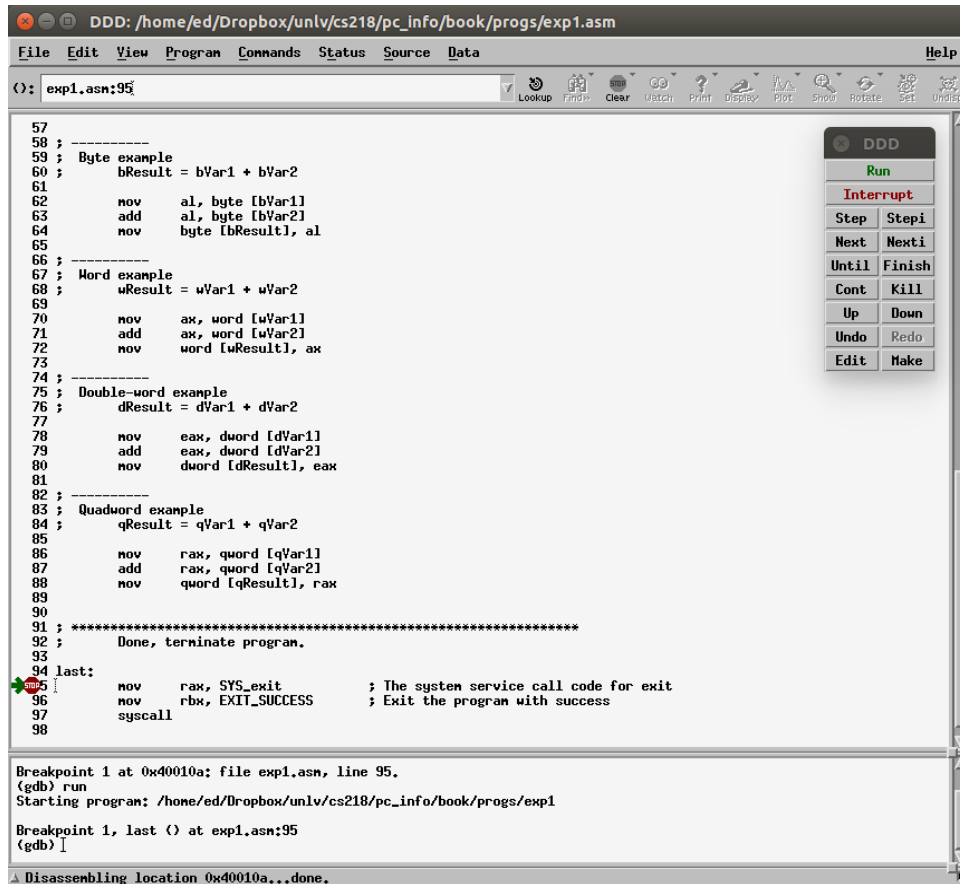 DDD: /home/ed/Dropbox/unlv/cs218/pc_info/book/progs/exp1.asm
File Edit View Program Commands Status Source Data Help
(): exp1.asm:95
Lookup Find» Clear Watch Print Display Plot Show Rotate Set Undisp
57
58 ; ----------
59 ; Byte example
60 ; bResult = bVar1 + bVar2
61
62 mov al, byte [bVar1]
63 add al, byte [bVar2]
64 mov byte [bResult], al
65
66 ; ----------
67 ; Word example
68 ; wResult = wVar1 + wVar2
69
70 mov ax, word [wVar1]
71 add ax, word [wVar2]
72 mov word [wResult], ax
73
74 ; ----------
75 ; Double-word example
76 ; dResult = dVar1 + dVar2
77
78 mov eax, dword [dVar1]
79 add eax, dword [dVar2]
80 mov dword [dResult], eax
81
82 ; ----------
83 ; Quadword example
84 ; qResult = qVar1 + qVar2
85
86 mov rax, qword [qVar1]
87 add rax, qword [qVar2]
88 mov qword [qResult], rax
89
90
91 ; *****************************************************************
92 ; Done, terminate program.
93
94 last:
STOP 5 mov rax, SYS_exit ; The system service call code for exit
96 mov rbx, EXIT_SUCCESS ; Exit the program with success
97 syscall
98
DDD
Run
Interrupt
Step Stepi
Next Nexti
Until Finish
Cont Kill
Up Down
Undo Redo
Edit Make
Breakpoint 1 at 0x40010a: file exp1.asm, line 95.
(gdb) run
Starting program: /home/ed/Dropbox/unlv/cs218/pc_info/book/progs/exp1
Breakpoint 1, last () at exp1.asm:95
(gdb)
Disassembling location 0x40010a...done.